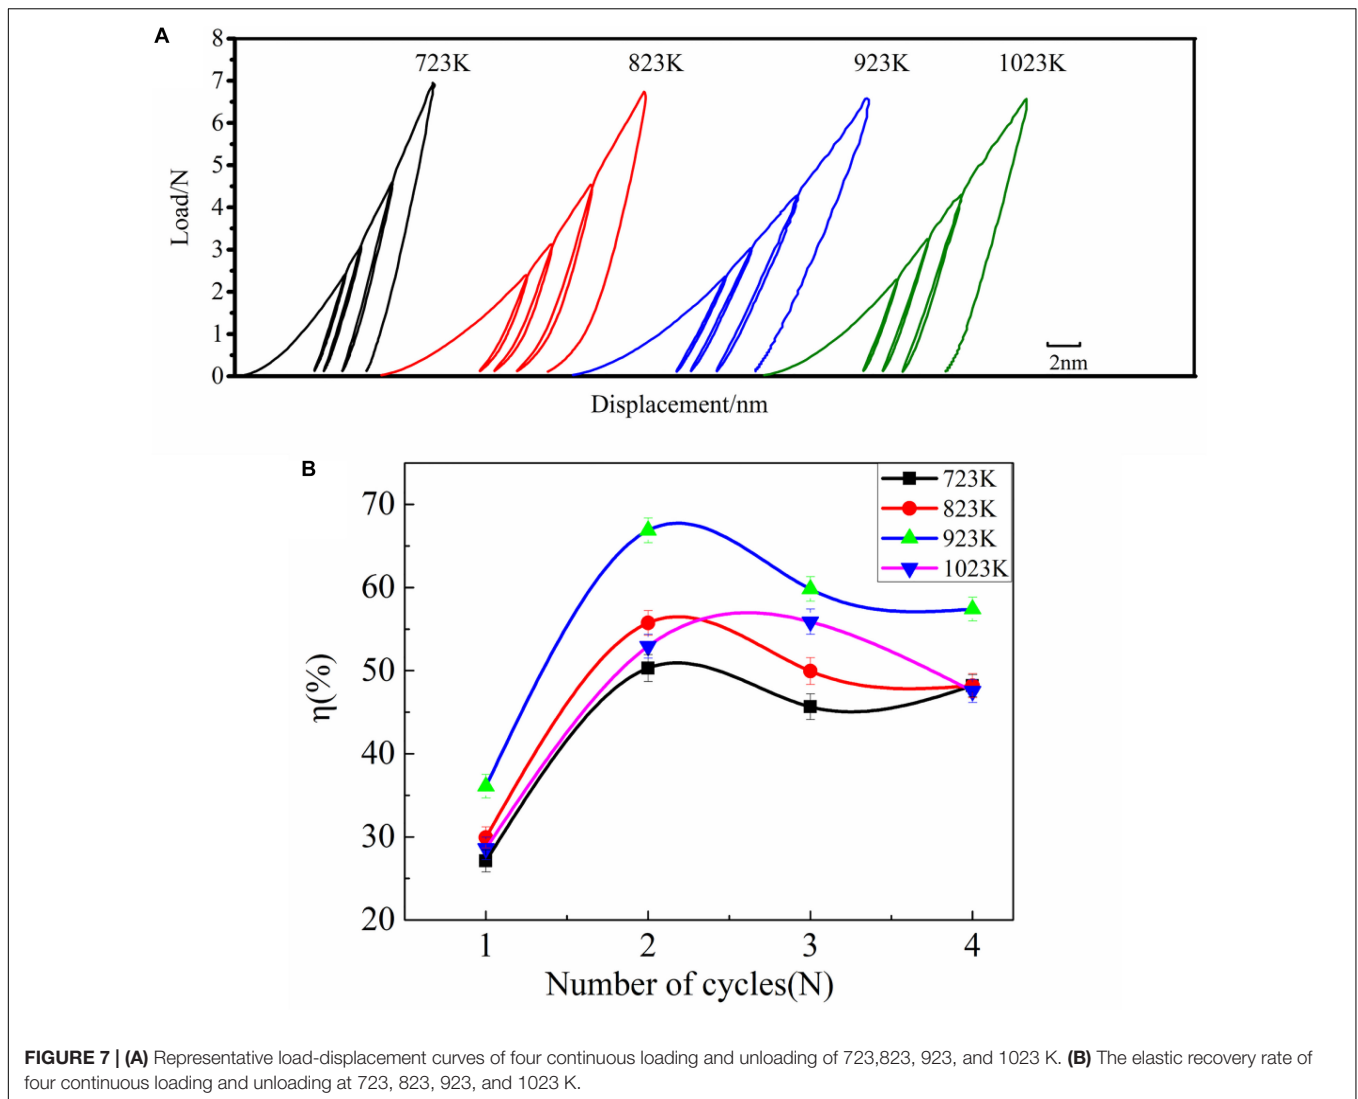 A
8
7
6
5
4
3
2
1
0
Load/N
723K
823K
923K
1023K
2nm
Displacement/nm
B
70
60
50
40
30
20
η(%)
723K
823K
923K
1023K
1
2
3
4
Number of cycles(N)
FIGURE 7 | (A) Representative load-displacement curves of four continuous loading and unloading of 723,823, 923, and 1023 K. (B) The elastic recovery rate of
four continuous loading and unloading at 723, 823, 923, and 1023 K.